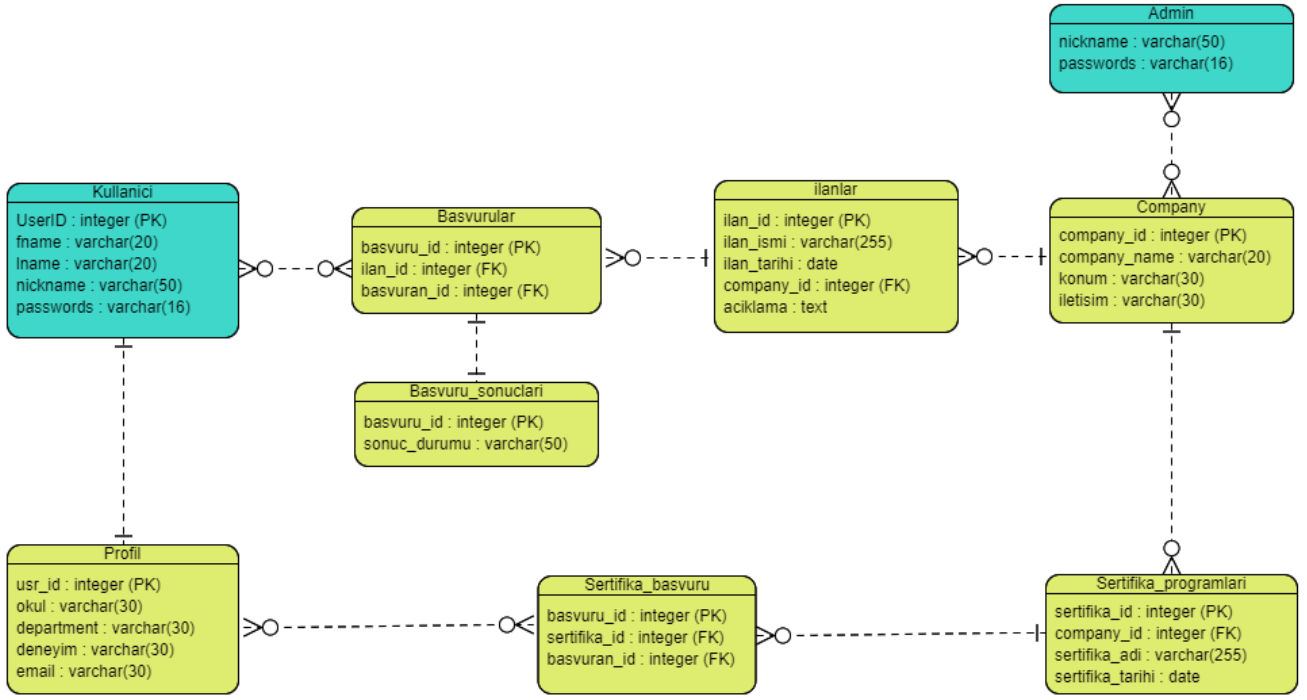 Admin
nickname : varchar(50)
passwords : varchar(16)
Kullanici
UserID : integer (PK)
fname : varchar(20)
lname : varchar(20)
nickname : varchar(50)
passwords : varchar(16)
Basvurular
basvuru_id : integer (PK)
ilan_id : integer (FK)
basvuran_id : integer (FK)
ilanlar
ilan_id : integer (PK)
ilan_ismi : varchar(255)
ilan_tarihi : date
company_id : integer (FK)
aciklama : text
Company
company_id : integer (PK)
company_name : varchar(20)
konum : varchar(30)
iletisim : varchar(30)
Basvuru_sonuclari
basvuru_id : integer (PK)
sonuc_durumu : varchar(50)
Profil
usr_id : integer (PK)
okul : varchar(30)
department : varchar(30)
deneyim : varchar(30)
email : varchar(30)
Sertifika_basvuru
basvuru_id : integer (PK)
sertifika_id : integer (FK)
basvuran_id : integer (FK)
Sertifika_programlari
sertifika_id : integer (PK)
company_id : integer (FK)
sertifika_adi : varchar(255)
sertifika_tarihi : date